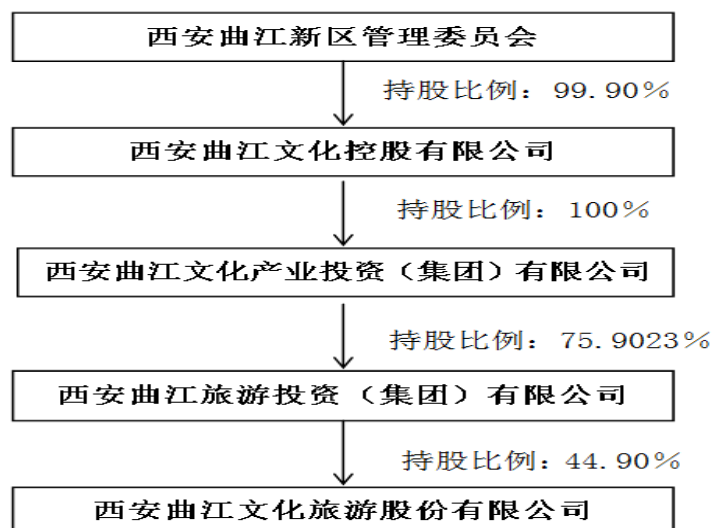 西安曲江新区管理委员会
持股比例：99.90％
西安曲江文化控股有限公司
持股比例：100％
西安曲江文化产业投资（集团）有限公司
持股比例：75.9023％
西安曲江旅游投资（集团）有限公司
持股比例：44.90％
西安曲江文化旅游股份有限公司